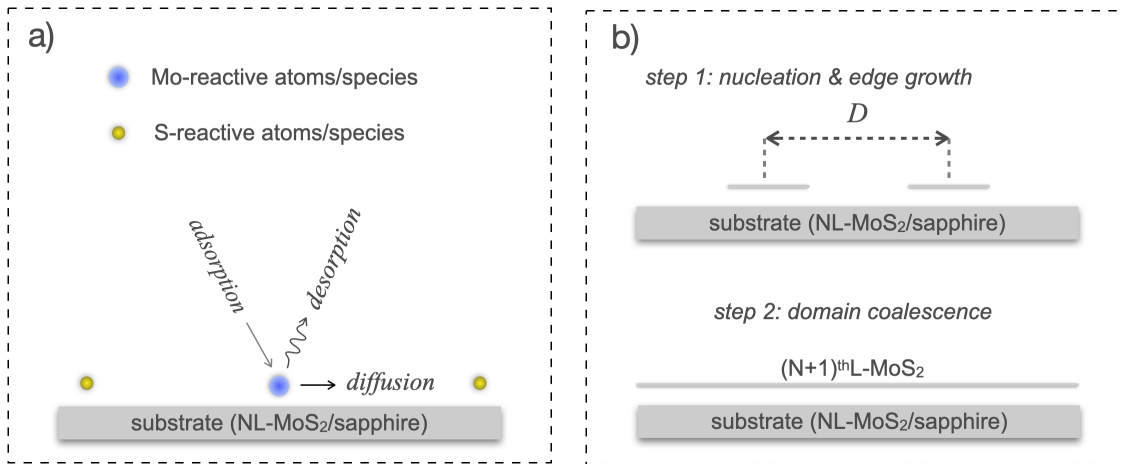 a)
Mo-reactive atoms/species
S-reactive atoms/species
adsorption
desorption
diffusion
substrate (NL-MoS₂/sapphire)
b)
step 1: nucleation & edge growth
D
substrate (NL-MoS₂/sapphire)
step 2: domain coalescence
(N+1)ᵗʰL-MoS₂
substrate (NL-MoS₂/sapphire)